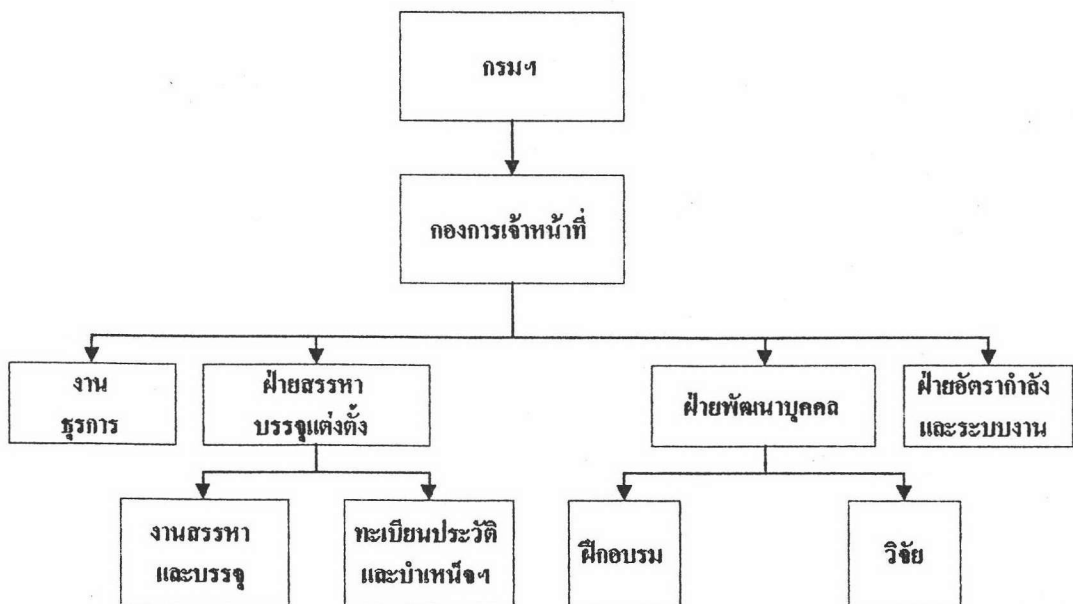 กรมฯ
กองการเจ้าหน้าที่
งาน
ธุรการ
ฝ่ายสรรหา
บรรจุแต่งตั้ง
ฝ่ายพัฒนาบุคคล
ฝ่ายอัตรากำลัง
และระบบงาน
งานสรรหา
และบรรจุ
ทะเบียนประวัติ
และบำเหน็จฯ
ฝึกอบรม
วิจัย